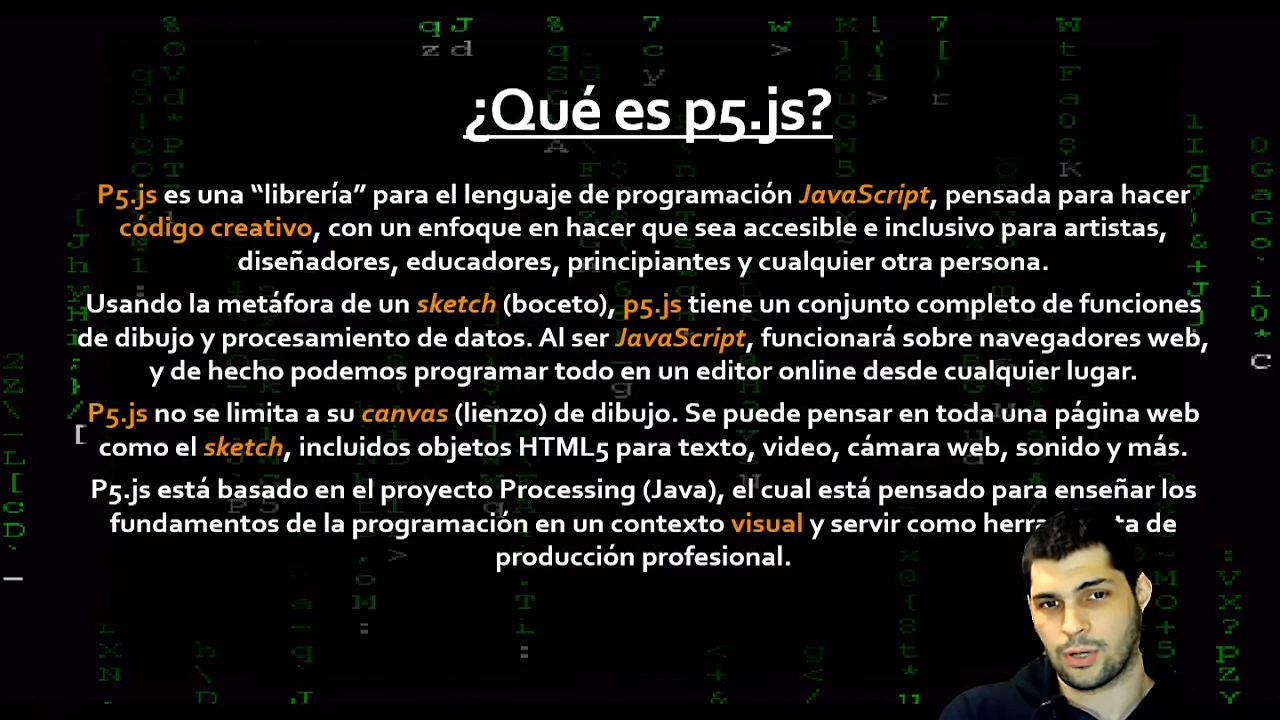 ¿Qué es p5.js?
P5.js es una “librería” para el lenguaje de programación JavaScript, pensada para hacer
código creativo, con un enfoque en hacer que sea accesible e inclusivo para artistas,
diseñadores, educadores, principiantes y cualquier otra persona.
Usando la metáfora de un sketch (boceto), p5.js tiene un conjunto completo de funciones
de dibujo y procesamiento de datos. Al ser JavaScript, funcionará sobre navegadores web,
y de hecho podemos programar todo en un editor online desde cualquier lugar.
P5.js no se limita a su canvas (lienzo) de dibujo. Se puede pensar en toda una página web
como el sketch, incluidos objetos HTML5 para texto, video, cámara web, sonido y más.
P5.js está basado en el proyecto Processing (Java), el cual está pensado para enseñar los
fundamentos de la programación en un contexto visual y servir como de
producción profesional.